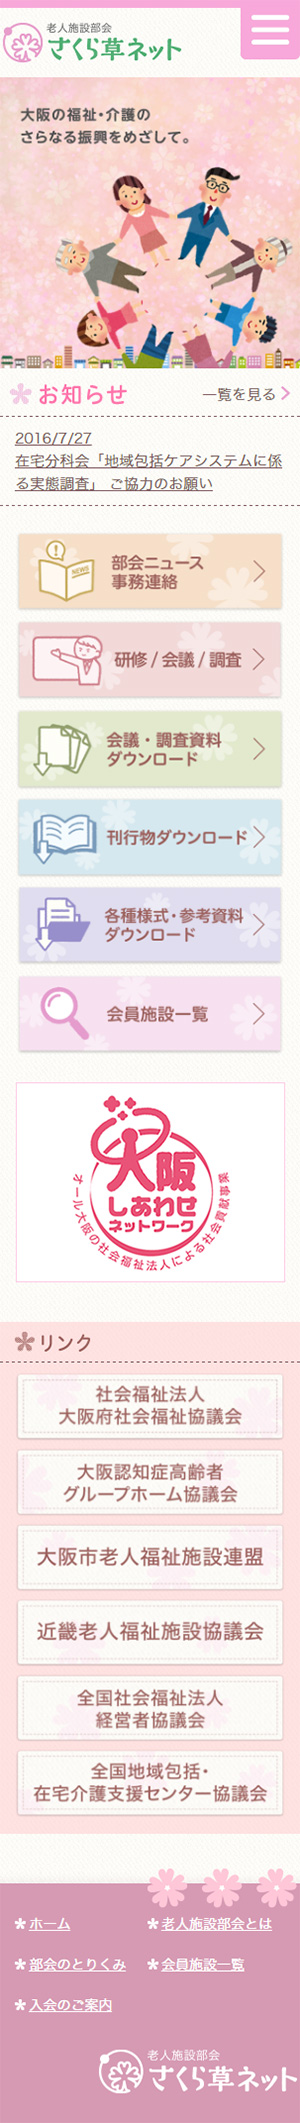 老人施設部会
さくら草ネット
大阪の福祉・介護の
さらなる振興をめざして。
お知らせ
一覧を見る
2016/7/27
在宅分科会「地域包括ケアシステムに係
る実態調査」 ご協力のお願い
NEWS
部会ニュース
事務連絡
研修 / 会議 / 調査
会議・調査資料
ダウンロード
刊行物ダウンロード
各種様式・参考資料
ダウンロード
会員施設一覧
大阪
しあわせ
ネットワーク
オール大阪の社会福祉法人による社会貢献事業
リンク
社会福祉法人
大阪府社会福祉協議会
大阪認知症高齢者
グループホーム協議会
大阪市老人福祉施設連盟
近畿老人福祉施設協議会
全国社会福祉法人
経営者協議会
全国地域包括・
在宅介護支援センター協議会
ホーム
老人施設部会とは
部会のとりくみ
会員施設一覧
入会のご案内
老人施設部会
さくら草ネット